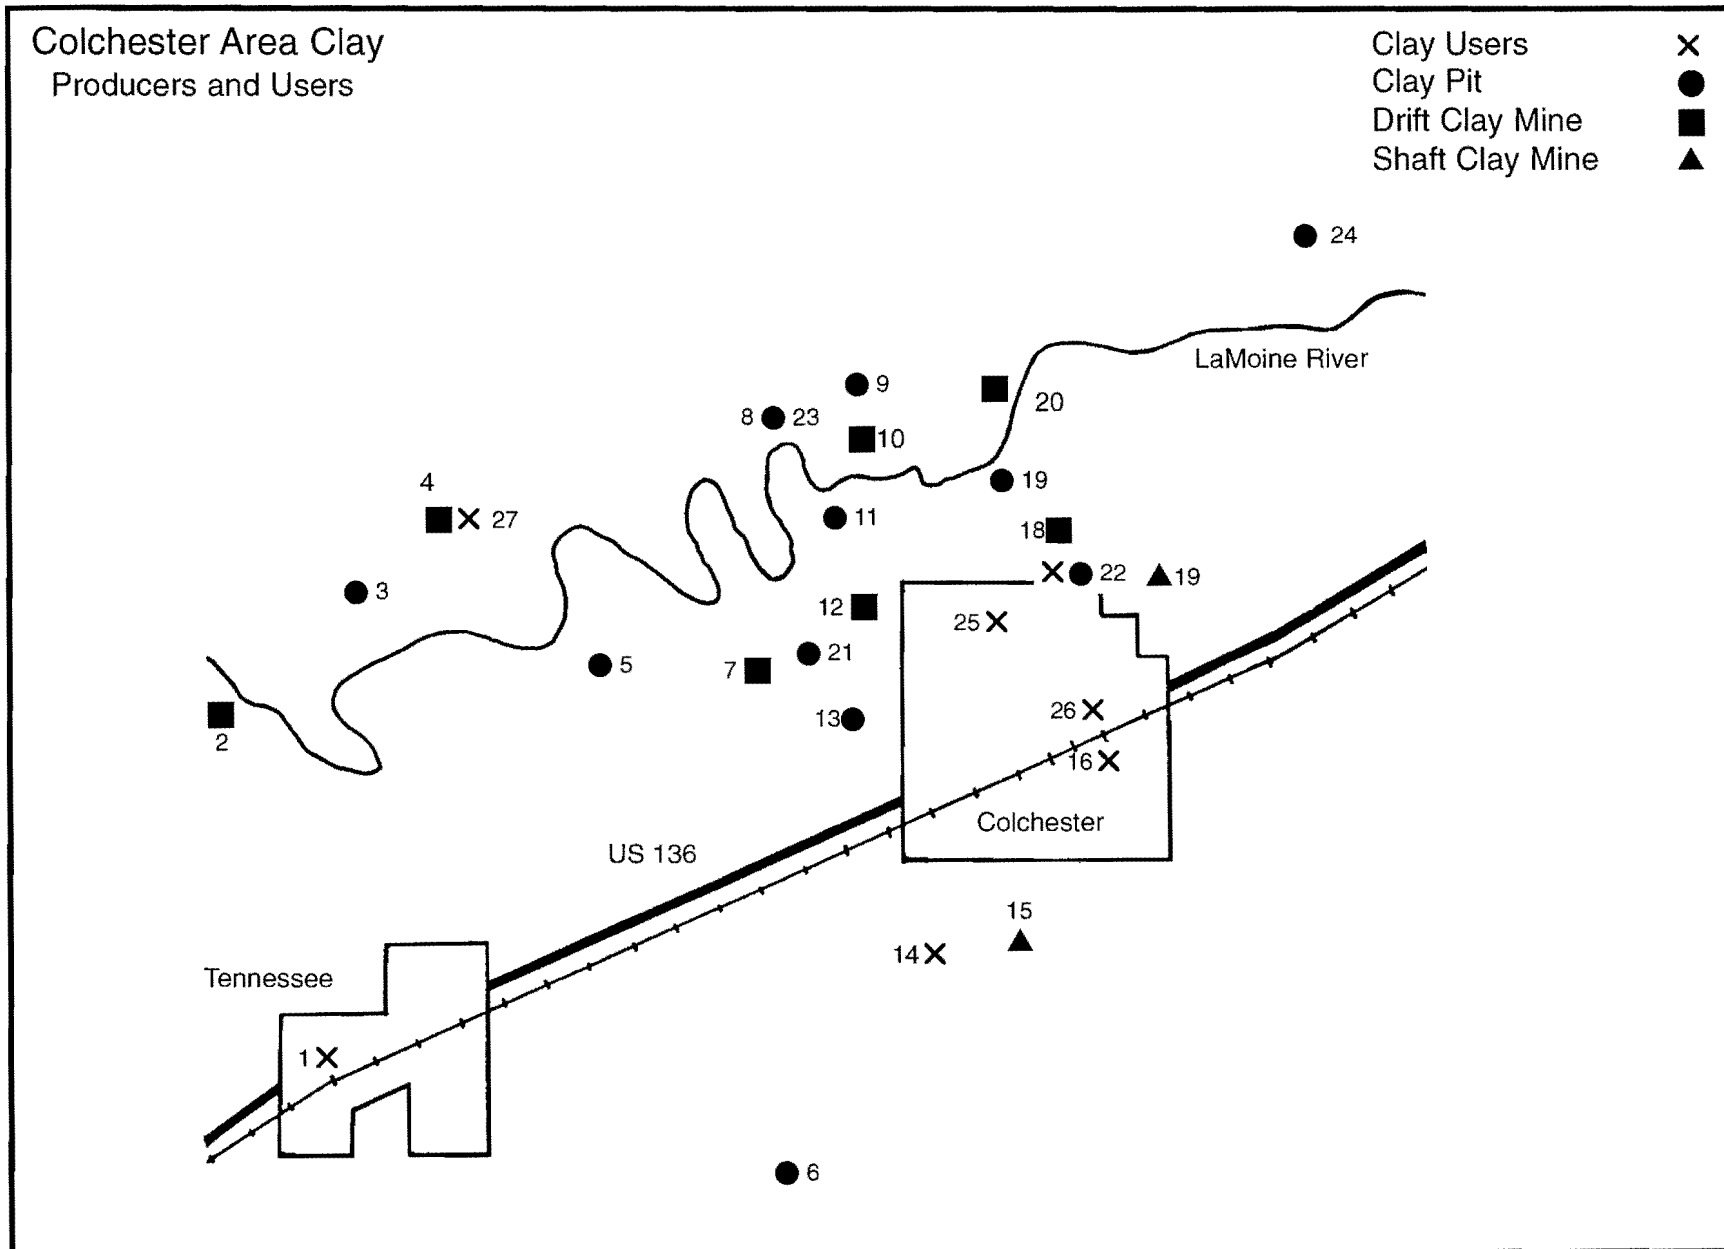 Colchester Area Clay
Producers and Users
Clay Users
Clay Pit
Drift Clay Mine
Shaft Clay Mine
24
LaMoine River
9
20
8 23
10
4
19
27
11
18
22
19
3
12
25
21
5
7
26
13
2
16
Colchester
US 136
15
14
Tennessee
1
6